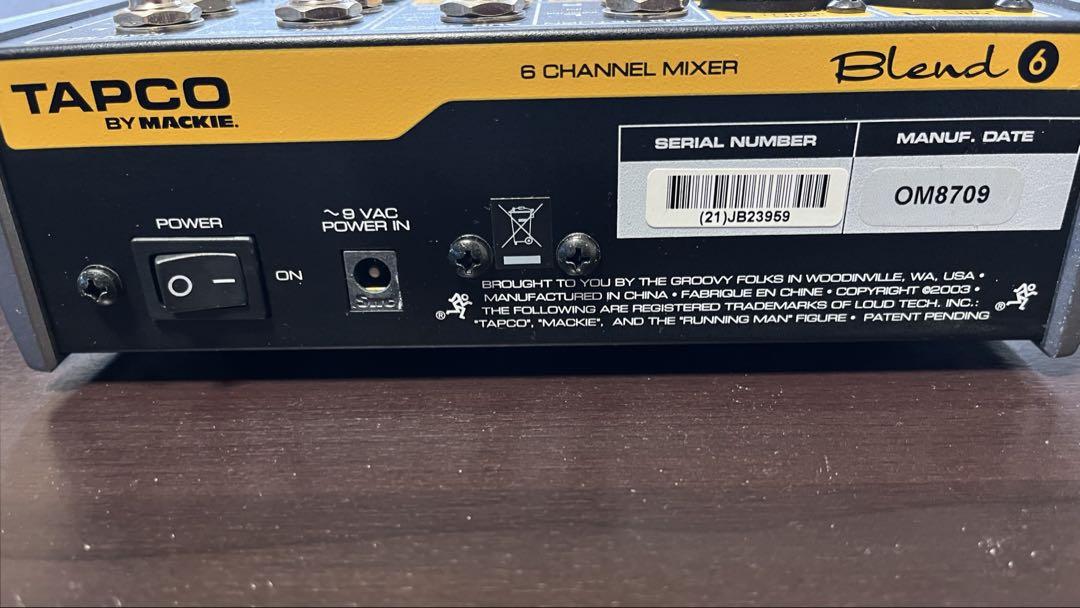 TAPCO
BY MACKIE.
6 CHANNEL MIXER
Blend 6
SERIAL NUMBER
MANUF. DATE
(21)JB23959
OM8709
POWER
O —
ON
~ 9 VAC
POWER IN
BROUGHT TO YOU BY THE GROOVY FOLKS IN WOODINVILLE, WA, USA •
MANUFACTURED IN CHINA • FABRIQUE EN CHINE • COPYRIGHT ©2003 •
THE FOLLOWING ARE REGISTERED TRADEMARKS OF LOUD TECH. INC.:
"TAPCO", "MACKIE", AND THE "RUNNING MAN" FIGURE • PATENT PENDING
® ®